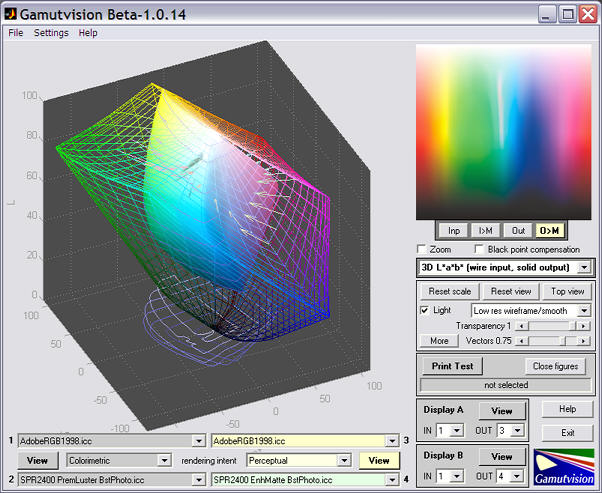 Gamutvision Beta-1.0.14
File Settings Help
100
80
60
40
20
0
L
100
50
0
-50
-100
-100
-50
0
50
100
Inp I>M Out O>M
Zoom Black point compensation
3D L*a*b* (wire input, solid output)
Reset scale Reset view Top view
Light Low res wireframe/smooth
Transparency 1
More Vectors 0.75
Print Test Close figures
not selected
Display A View Help
IN 1 OUT 3
Exit
Display B View
IN 1 OUT 4
Gamutvision
1 AdobeRGB1998.icc AdobeRGB1998.icc 3
View Colorimetric rendering intent Perceptual View
2 SPR2400 PremLuster BstPhoto.icc SPR2400 EnhMatte BstPhoto.icc 4